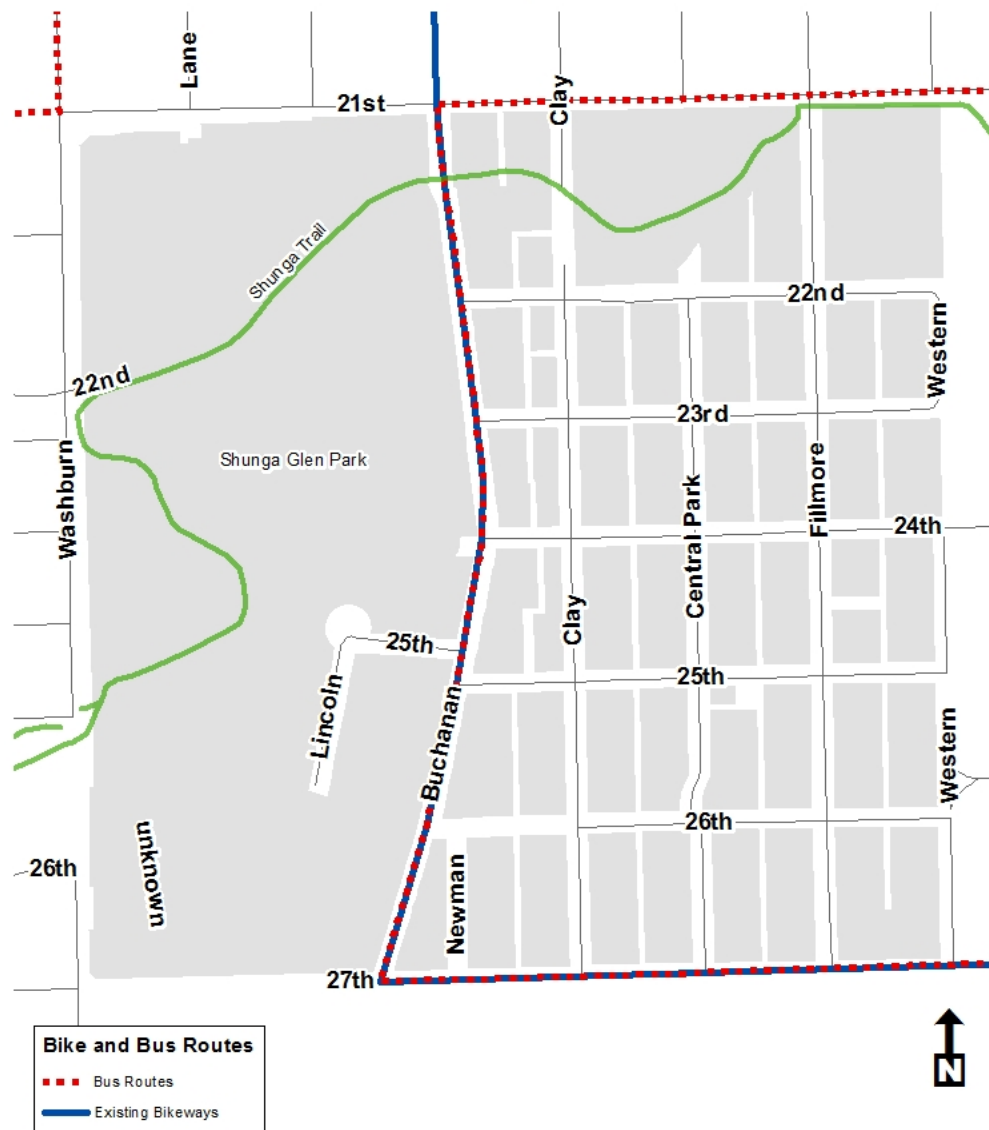 Lane
21st
Clay
Shunga Trail
22nd
22nd
Western
23rd
Washburn
Shunga Glen Park
Central Park
Fillmore
24th
Clay
25th
25th
Lincoln
Buchanan
Western
26th
unknown
26th
Newman
27th
Bike and Bus Routes
Bus Routes
Existing Bikeways
N